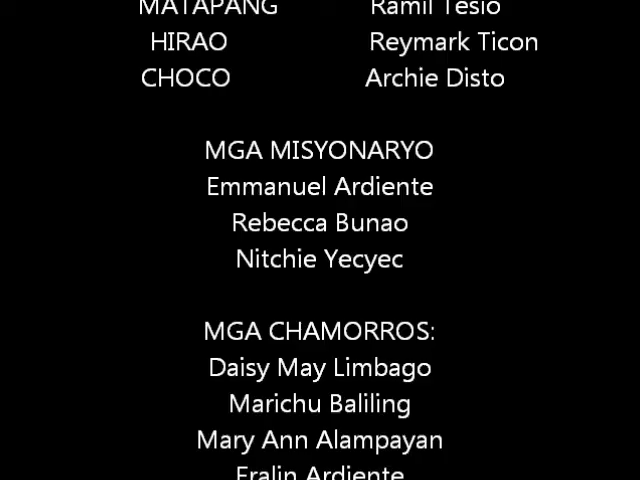 MATAPANG Ramil Tesio
HIRAO Reymark Ticon
CHOCO Archie Disto
MGA MISYONARYO
Emmanuel Ardiente
Rebecca Bunao
Nitchie Yecyec
MGA CHAMORROS:
Daisy May Limbago
Marichu Baliling
Mary Ann Alampayan
Fralin Ardiente